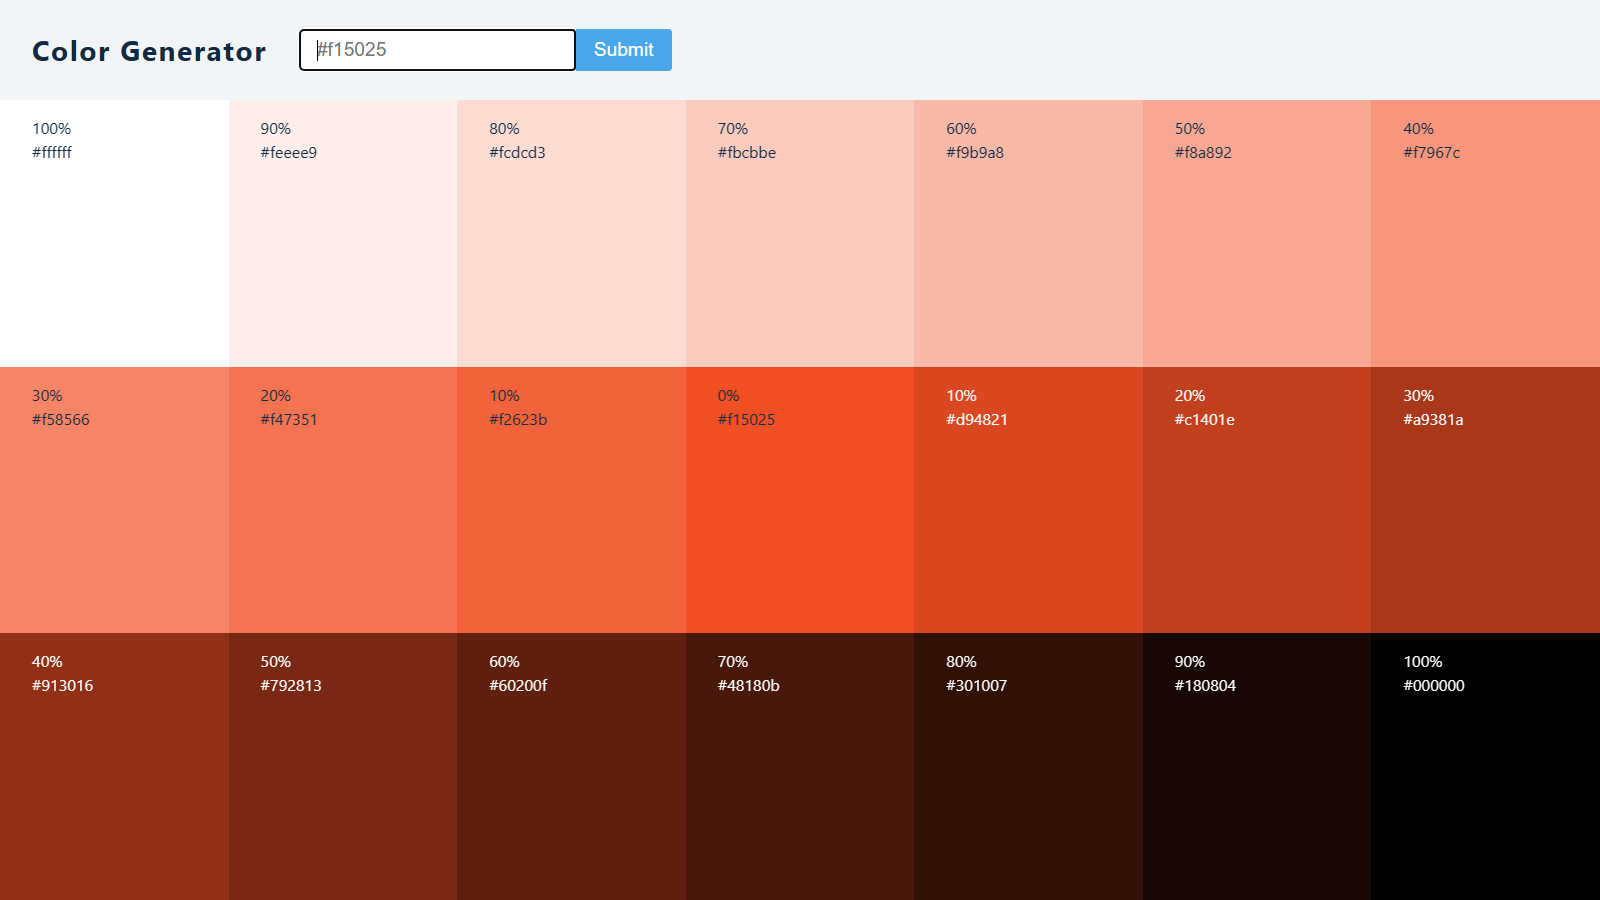 Color Generator
#f15025
Submit
100%
#ffffff
90%
#feeee9
80%
#fcdcd3
70%
#fbcbbe
60%
#f9b9a8
50%
#f8a892
40%
#f7967c
30%
#f58566
20%
#f47351
10%
#f2623b
0%
#f15025
10%
#d94821
20%
#c1401e
30%
#a9381a
40%
#913016
50%
#792813
60%
#60200f
70%
#48180b
80%
#301007
90%
#180804
100%
#000000